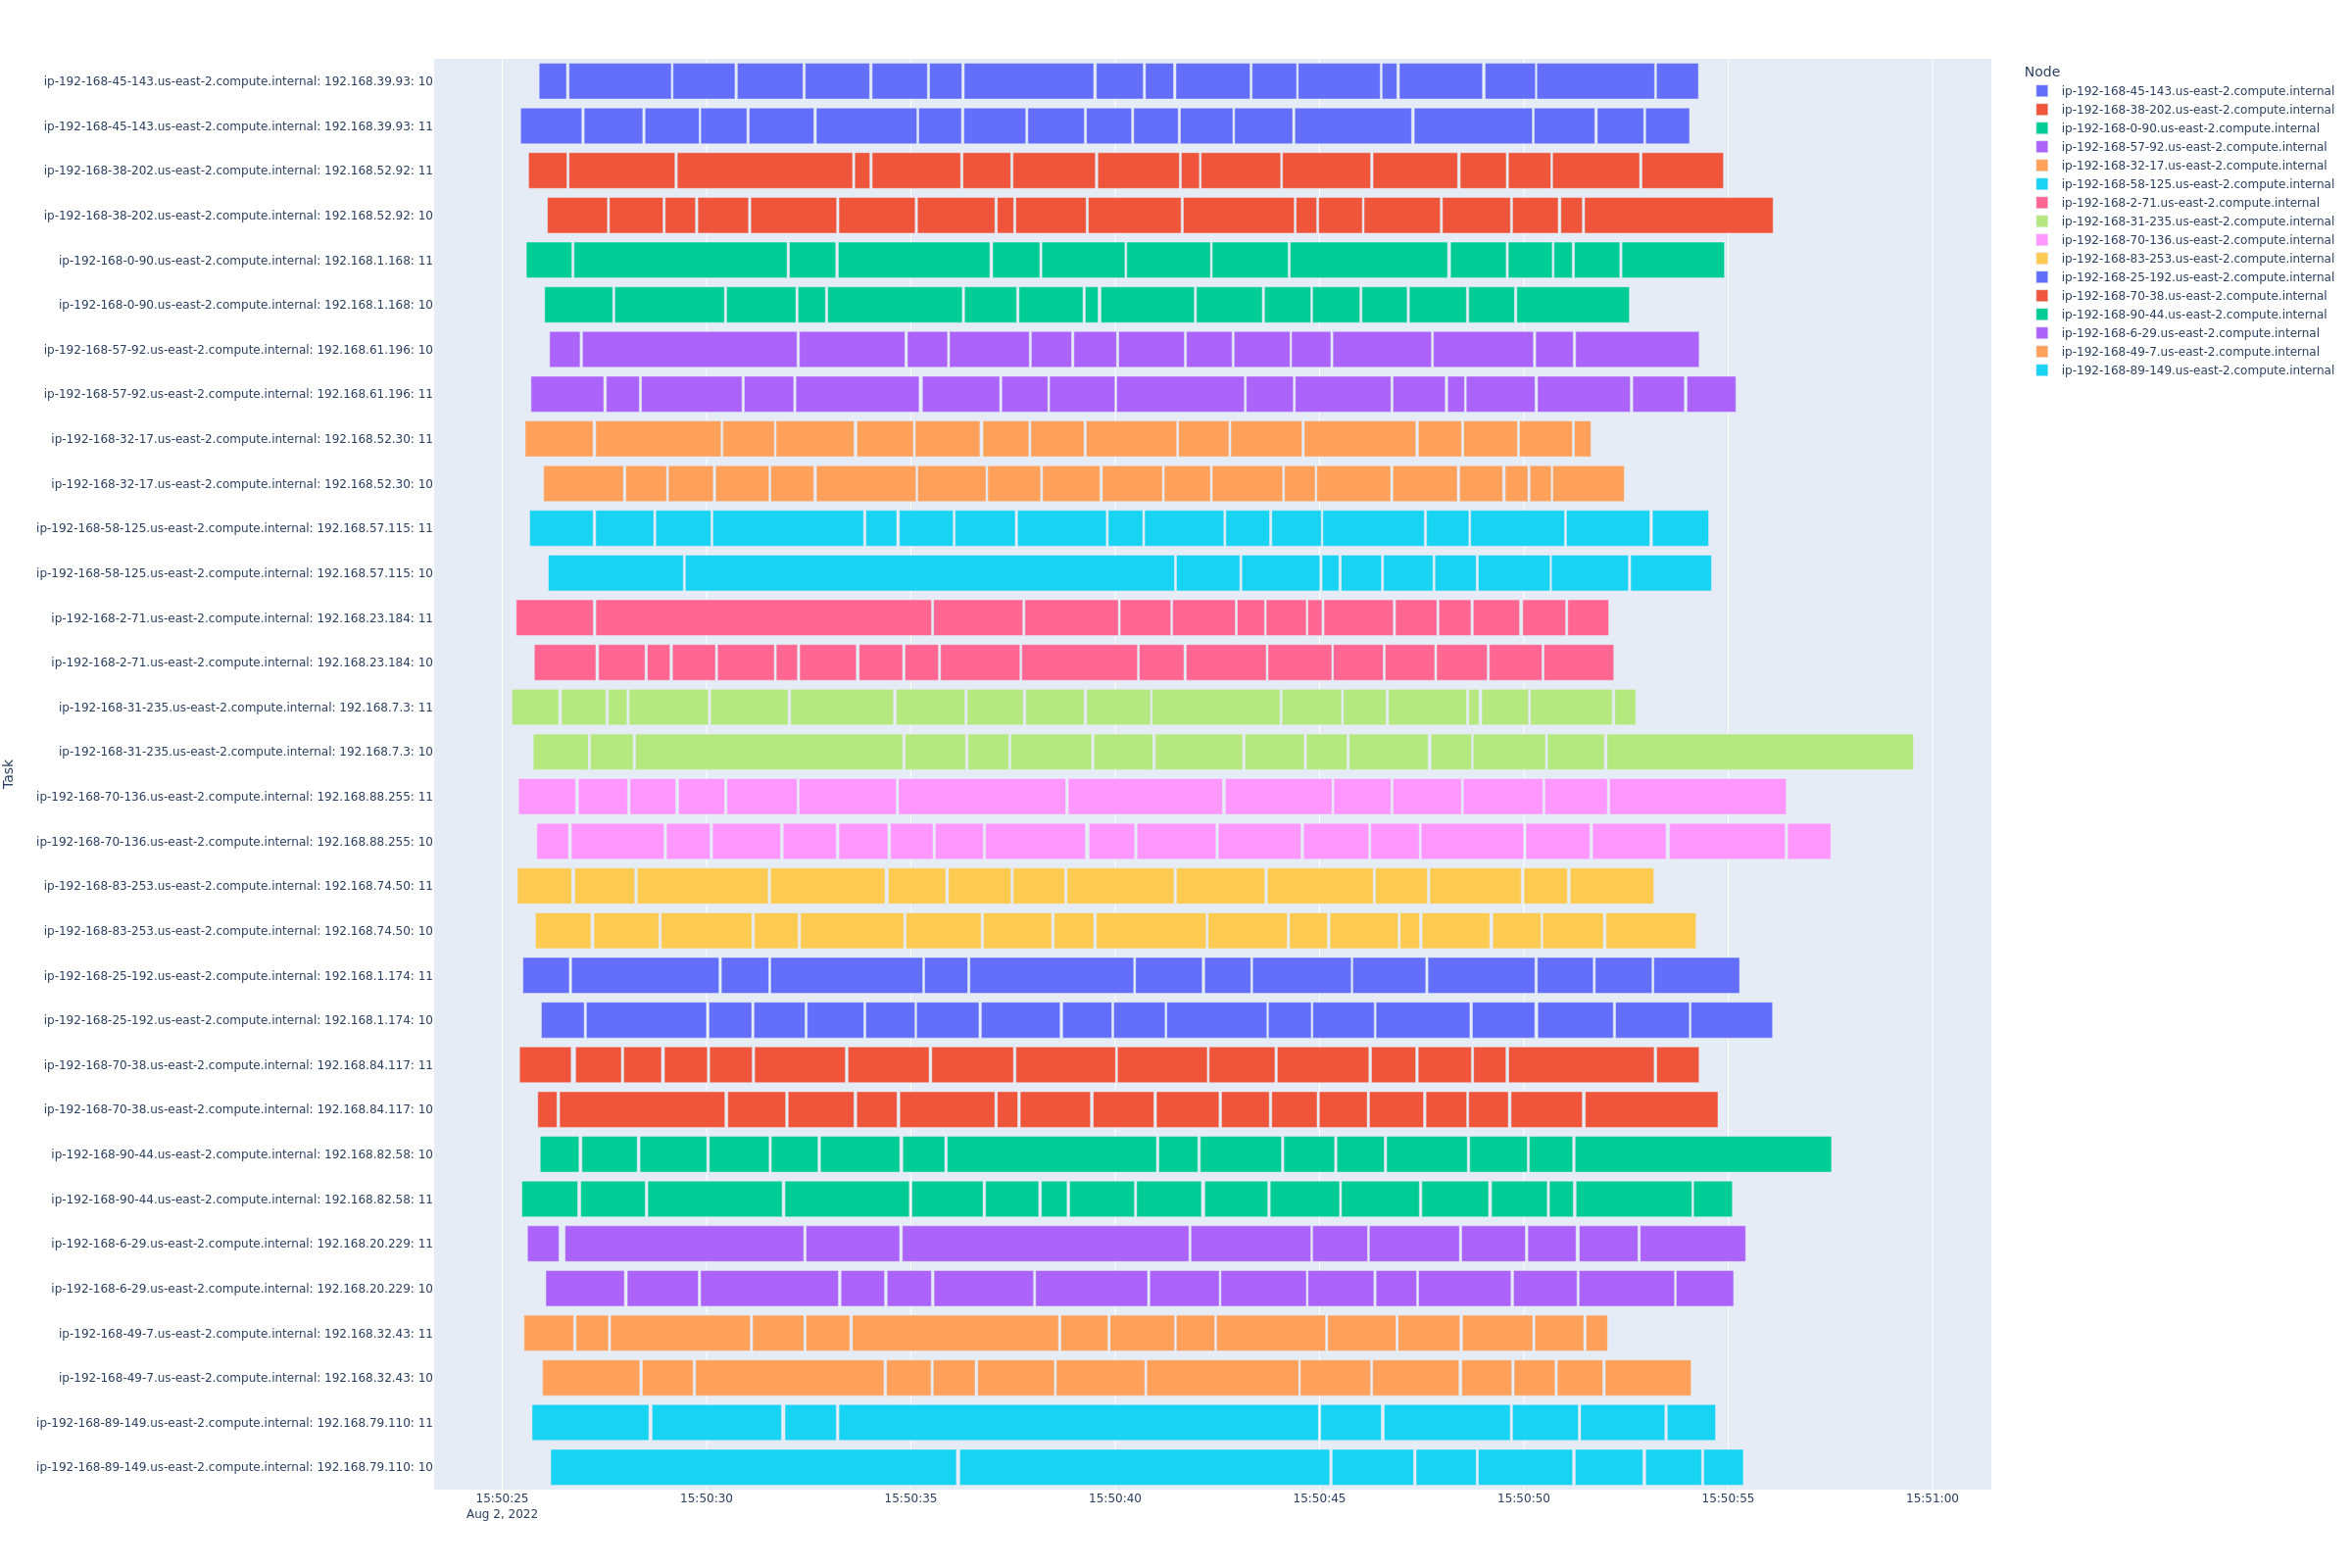 ip-192-168-45-143.us-east-2.compute.internal: 192.168.39.93: 10
ip-192-168-45-143.us-east-2.compute.internal: 192.168.39.93: 11
ip-192-168-38-202.us-east-2.compute.internal: 192.168.52.92: 11
ip-192-168-38-202.us-east-2.compute.internal: 192.168.52.92: 10
ip-192-168-0-90.us-east-2.compute.internal: 192.168.1.168: 11
ip-192-168-0-90.us-east-2.compute.internal: 192.168.1.168: 10
ip-192-168-57-92.us-east-2.compute.internal: 192.168.61.196: 10
ip-192-168-57-92.us-east-2.compute.internal: 192.168.61.196: 11
ip-192-168-32-17.us-east-2.compute.internal: 192.168.52.30: 11
ip-192-168-32-17.us-east-2.compute.internal: 192.168.52.30: 10
ip-192-168-58-125.us-east-2.compute.internal: 192.168.57.115: 11
ip-192-168-58-125.us-east-2.compute.internal: 192.168.57.115: 10
ip-192-168-2-71.us-east-2.compute.internal: 192.168.23.184: 11
ip-192-168-2-71.us-east-2.compute.internal: 192.168.23.184: 10
ip-192-168-31-235.us-east-2.compute.internal: 192.168.7.3: 11
ip-192-168-31-235.us-east-2.compute.internal: 192.168.7.3: 10
Task
ip-192-168-70-136.us-east-2.compute.internal: 192.168.88.255: 11
ip-192-168-70-136.us-east-2.compute.internal: 192.168.88.255: 10
ip-192-168-83-253.us-east-2.compute.internal: 192.168.74.50: 11
ip-192-168-83-253.us-east-2.compute.internal: 192.168.74.50: 10
ip-192-168-25-192.us-east-2.compute.internal: 192.168.1.174: 11
ip-192-168-25-192.us-east-2.compute.internal: 192.168.1.174: 10
ip-192-168-70-38.us-east-2.compute.internal: 192.168.84.117: 11
ip-192-168-70-38.us-east-2.compute.internal: 192.168.84.117: 10
ip-192-168-90-44.us-east-2.compute.internal: 192.168.82.58: 10
ip-192-168-90-44.us-east-2.compute.internal: 192.168.82.58: 11
ip-192-168-6-29.us-east-2.compute.internal: 192.168.20.229: 11
ip-192-168-6-29.us-east-2.compute.internal: 192.168.20.229: 10
ip-192-168-49-7.us-east-2.compute.internal: 192.168.32.43: 11
ip-192-168-49-7.us-east-2.compute.internal: 192.168.32.43: 10
ip-192-168-89-149.us-east-2.compute.internal: 192.168.79.110: 11
ip-192-168-89-149.us-east-2.compute.internal: 192.168.79.110: 10
15:50:25 15:50:30 15:50:35 15:50:40 15:50:45 15:50:50 15:50:55 15:51:00
Aug 2, 2022
Node
ip-192-168-45-143.us-east-2.compute.internal
ip-192-168-38-202.us-east-2.compute.internal
ip-192-168-0-90.us-east-2.compute.internal
ip-192-168-57-92.us-east-2.compute.internal
ip-192-168-32-17.us-east-2.compute.internal
ip-192-168-58-125.us-east-2.compute.internal
ip-192-168-2-71.us-east-2.compute.internal
ip-192-168-31-235.us-east-2.compute.internal
ip-192-168-70-136.us-east-2.compute.internal
ip-192-168-83-253.us-east-2.compute.internal
ip-192-168-25-192.us-east-2.compute.internal
ip-192-168-70-38.us-east-2.compute.internal
ip-192-168-90-44.us-east-2.compute.internal
ip-192-168-6-29.us-east-2.compute.internal
ip-192-168-49-7.us-east-2.compute.internal
ip-192-168-89-149.us-east-2.compute.internal